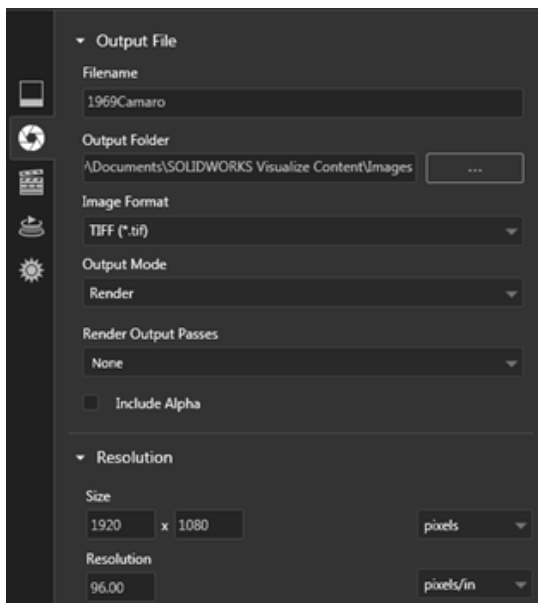 Output File
Filename
1969Camaro
Output Folder
\Documents\SOLIDWORKS Visualize Content\Images
...
Image Format
TIFF (*.tif)
Output Mode
Render
Render Output Passes
None
Include Alpha
Resolution
Size
1920 x 1080 pixels
Resolution
96.00 pixels/in